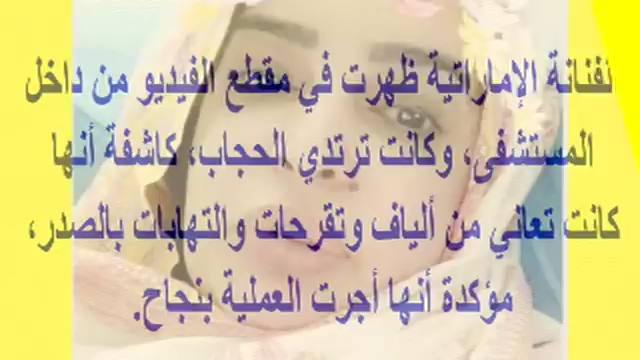 نفنانة الإماراتية ظهرت في مقطع الفيديو من داخل
المستشفى، وكانت ترتدي الحجاب، كاشفة أنها
كانت تعاني من ألياف وتقرحات والتهابات بالصدر،
مؤكدة أنها أجرت العملية بنجاح.